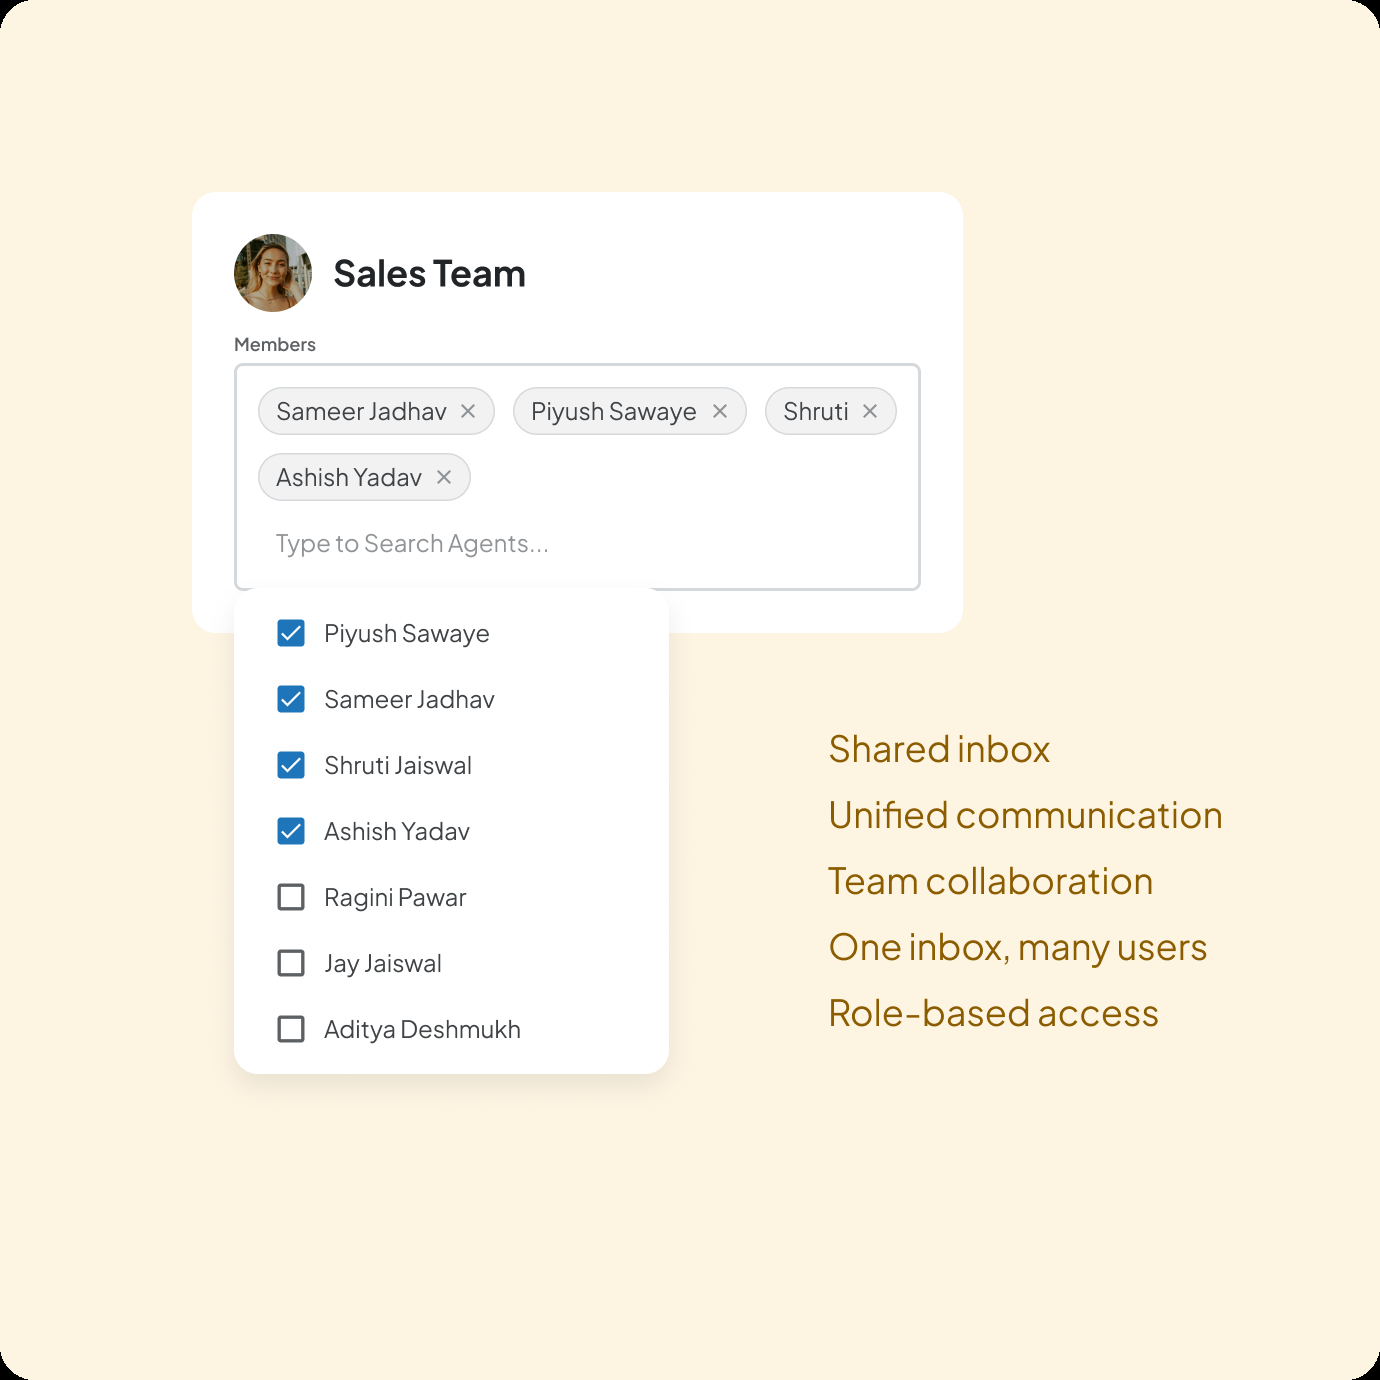 Sales Team
Members
Sameer Jadhav ×
Piyush Sawaye ×
Shruti ×
Ashish Yadav ×
Type to Search Agents...
Piyush Sawaye
Sameer Jadhav
Shruti Jaiswal
Ashish Yadav
Ragini Pawar
Jay Jaiswal
Aditya Deshmukh
Shared inbox
Unified communication
Team collaboration
One inbox, many users
Role-based access